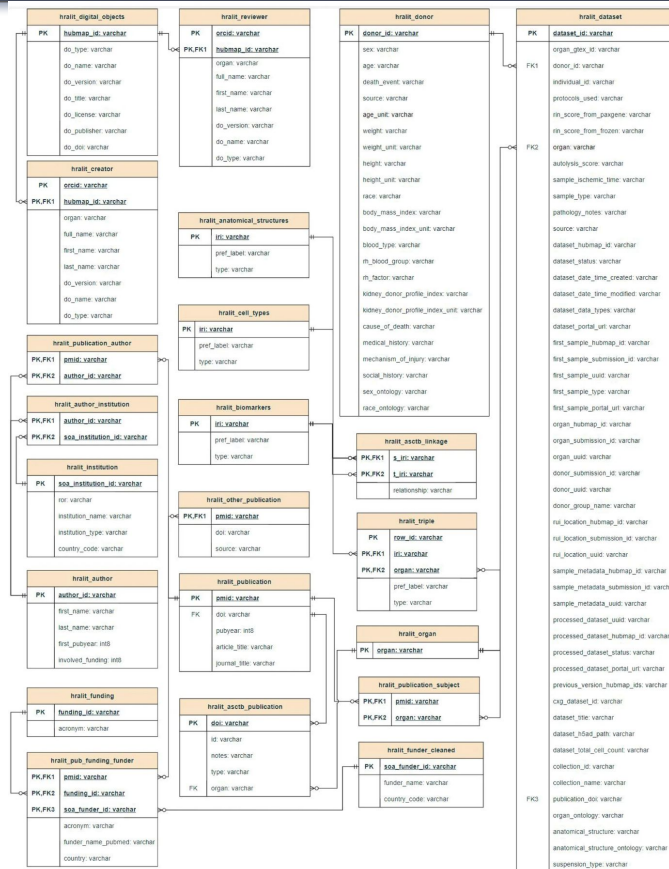 hralit_digital_objects
PK hubmap_id: varchar
do_type: varchar
do_name: varchar
do_version: varchar
do_title: varchar
do_license: varchar
do_publisher: varchar
do_doi: varchar
hralit_creator
PK orcid: varchar
PK,FK1 hubmap_id: varchar
organ: varchar
full_name: varchar
first_name: varchar
last_name: varchar
do_version: varchar
do_name: varchar
do_type: varchar
hralit_publication_author
PK,FK1 pmid: varchar
PK,FK2 author_id: varchar
hralit_author_institution
PK,FK1 author_id: varchar
PK,FK2 soa_institution_id: varchar
hralit_institution
PK soa_institution_id: varchar
ror: varchar
institution_name: varchar
institution_type: varchar
country_code: varchar
hralit_author
PK author_id: varchar
first_name: varchar
last_name: varchar
first_pubyear: int8
involved_funding: int8
hralit_funding
PK funding_id: varchar
acronym: varchar
hralit_pub_funding_funder
PK,FK1 pmid: varchar
PK,FK2 funding_id: varchar
PK,FK3 soa_funder_id: varchar
acronym: varchar
funder_name_pubmed: varchar
country: varchar
hralit_reviewer
PK orcid: varchar
PK,FK1 hubmap_id: varchar
organ: varchar
full_name: varchar
first_name: varchar
last_name: varchar
do_version: varchar
do_name: varchar
do_type: varchar
hralit_anatomical_structures
PK iri: varchar
pref_label: varchar
type: varchar
hralit_cell_types
PK iri: varchar
pref_label: varchar
type: varchar
hralit_biomarkers
PK iri: varchar
pref_label: varchar
type: varchar
hralit_other_publication
PK,FK1 pmid: varchar
doi: varchar
source: varchar
hralit_publication
PK pmid: varchar
FK doi: varchar
pubyear: int8
article_title: varchar
journal_title: varchar
hralit_asctb_publication
PK doi: varchar
id: varchar
notes: varchar
type: varchar
FK organ: varchar
hralit_donor
PK donor_id: varchar
sex: varchar
age: varchar
death_event: varchar
source: varchar
age_unit: varchar
weight: varchar
weight_unit: varchar
height: varchar
height_unit: varchar
race: varchar
body_mass_index: varchar
body_mass_index_unit: varchar
blood_type: varchar
rh_blood_group: varchar
rh_factor: varchar
kidney_donor_profile_index: varchar
kidney_donor_profile_index_unit: varchar
cause_of_death: varchar
medical_history: varchar
mechanism_of_injury: varchar
social_history: varchar
sex_ontology: varchar
race_ontology: varchar
hralit_asctb_linkage
PK,FK1 s_iri: varchar
PK,FK2 t_iri: varchar
relationship: varchar
hralit_triple
PK row_id: varchar
PK,FK1 iri: varchar
PK,FK2 organ: varchar
pref_label: varchar
type: varchar
hralit_organ
PK organ: varchar
hralit_publication_subject
PK,FK1 pmid: varchar
PK,FK2 organ: varchar
hralit_funder_cleaned
PK soa_funder_id: varchar
funder_name: varchar
country_code: varchar
hralit_dataset
PK dataset_id: varchar
organ_gtex_id: varchar
FK1 donor_id: varchar
individual_id: varchar
protocols_used: varchar
rin_score_from_paxgene: varchar
rin_score_from_frozen: varchar
FK2 organ: varchar
autolysis_score: varchar
sample_ischemic_time: varchar
sample_type: varchar
pathology_notes: varchar
source: varchar
dataset_hubmap_id: varchar
dataset_status: varchar
dataset_date_time_created: varchar
dataset_date_time_modified: varchar
dataset_data_types: varchar
dataset_portal_url: varchar
first_sample_hubmap_id: varchar
first_sample_submission_id: varchar
first_sample_uuid: varchar
first_sample_type: varchar
first_sample_portal_url: varchar
organ_hubmap_id: varchar
organ_submission_id: varchar
organ_uuid: varchar
donor_submission_id: varchar
donor_uuid: varchar
donor_group_name: varchar
rui_location_hubmap_id: varchar
rui_location_submission_id: varchar
rui_location_uuid: varchar
sample_metadata_hubmap_id: varchar
sample_metadata_submission_id: varch
sample_metadata_uuid: varchar
processed_dataset_uuid: varchar
processed_dataset_hubmap_id: varchar
processed_dataset_status: varchar
processed_dataset_portal_url: varchar
previous_version_hubmap_ids: varchar
cxg_dataset_id: varchar
dataset_title: varchar
dataset_h5ad_path: varchar
dataset_total_cell_count: varchar
collection_id: varchar
collection_name: varchar
FK3 publication_doi: varchar
organ_ontology: varchar
anatomical_structure: varchar
anatomical_structure_ontology: varchar
suspension_type: varchar